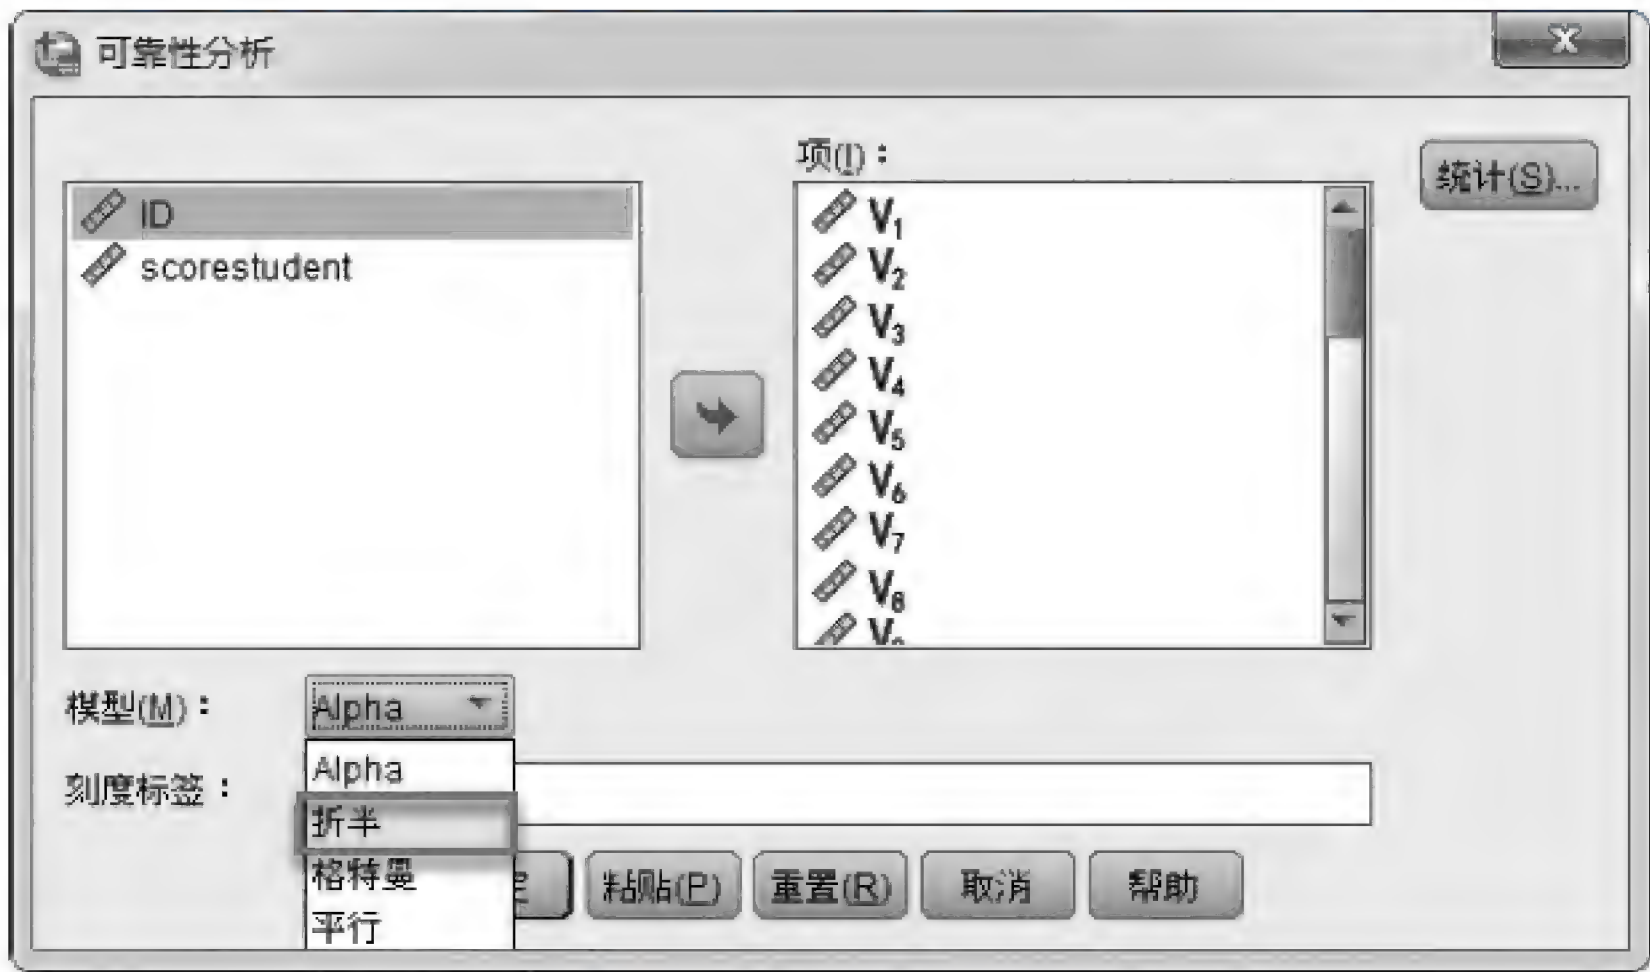 可靠性分析
项(I)：
统计(S)...
ID
scorestudent
V1
V2
V3
V4
V5
V6
V7
V8
模型(M)：
Alpha
Alpha
刻度标签：
折半
格特曼
平行
粘贴(P)
重置(R)
取消
帮助